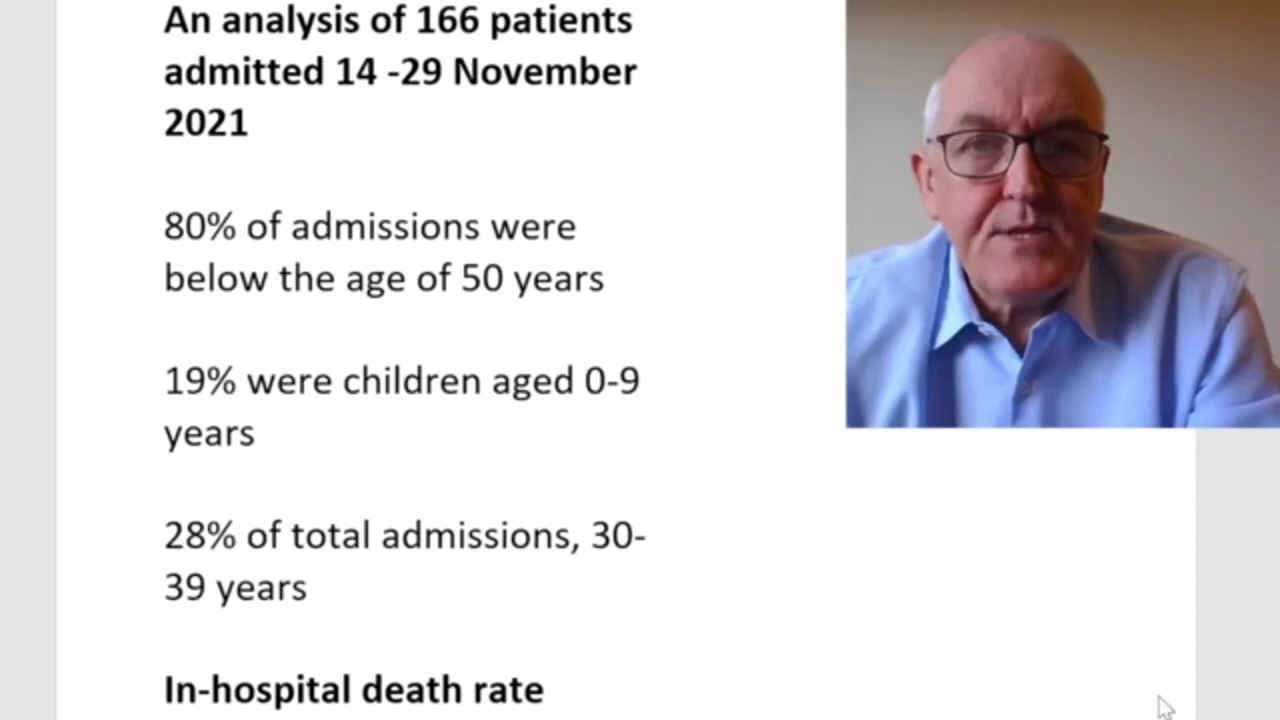 An analysis of 166 patients
admitted 14 -29 November
2021
80% of admissions were
below the age of 50 years
19% were children aged 0-9
years
28% of total admissions, 30-
39 years
In-hospital death rate